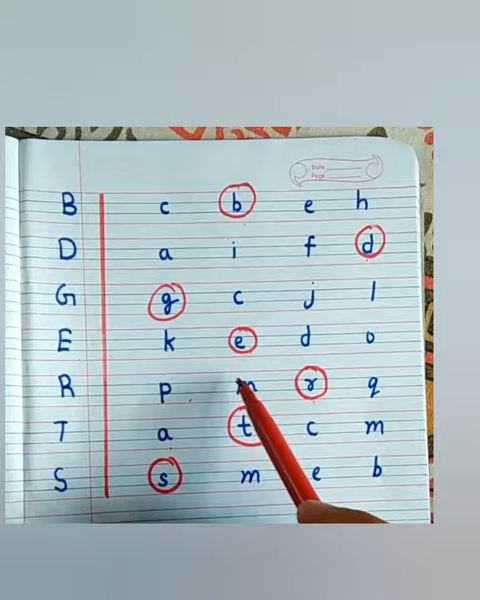 Date
Page
B c b e h
D a i f d
G g c j l
E k e d o
R p m r q
T a t c m
S s m e b